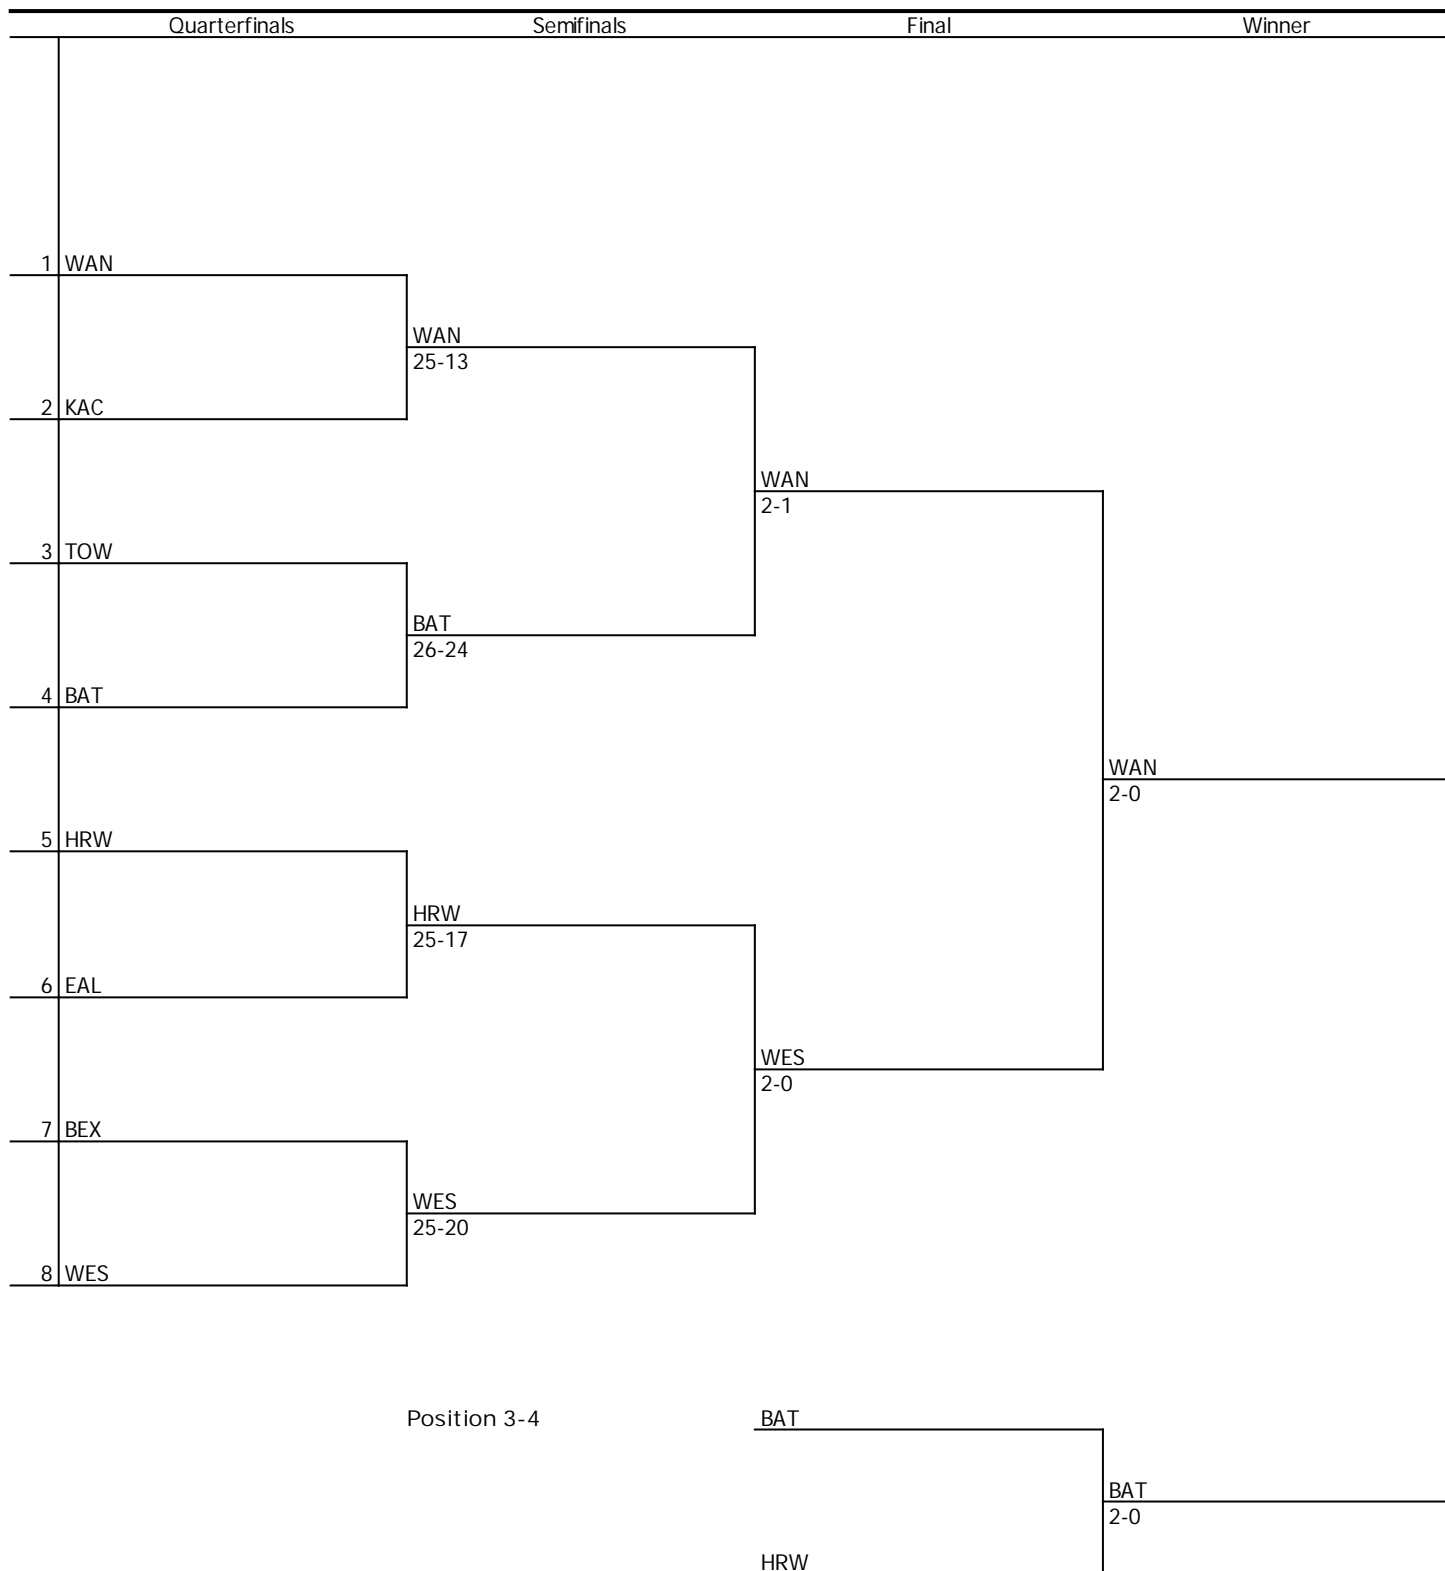 Quarterfinals Semifinals Final Winner
1 WAN
WAN
25-13
2 KAC
WAN
2-1
3 TOW
BAT
26-24
4 BAT
WAN
2-0
5 HRW
HRW
25-17
6 EAL
WES
2-0
7 BEX
WES
25-20
8 WES
Position 3-4 BAT
BAT
2-0
HRW